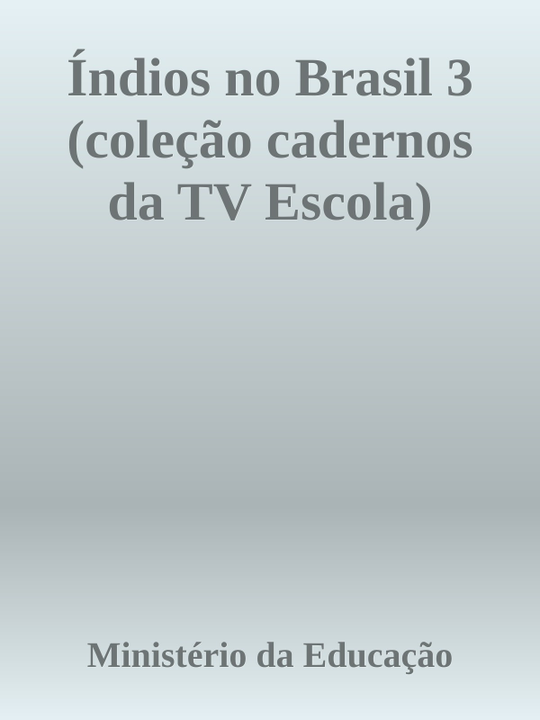 Índios no Brasil 3
(coleção cadernos
da TV Escola)
Ministério da Educação